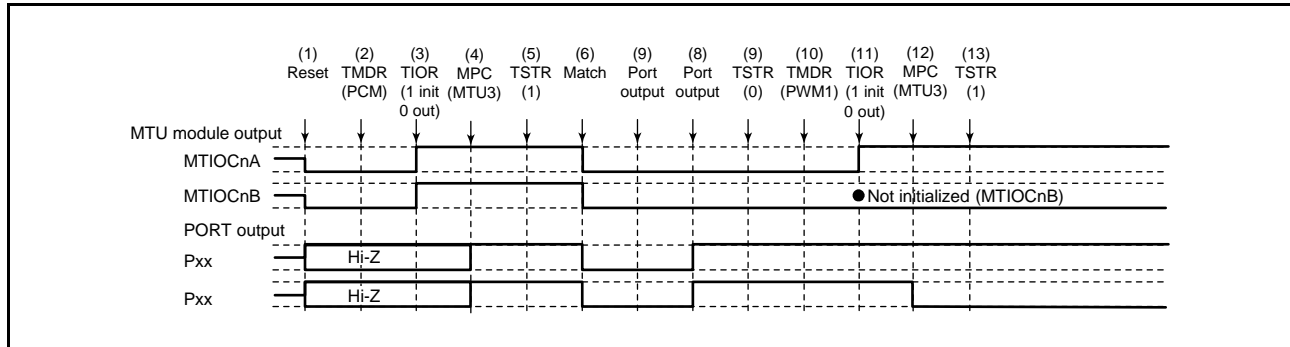 (1) (2) (3) (4) (5) (6) (9) (8) (9) (10) (11) (12) (13)
Reset TMDR TIOR MPC TSTR Match Port Port TSTR TMDR TIOR MPC TSTR
(PCM) (1 init (MTU3) (1) output output (0) (PWM1) (1 init (MTU3) (1)
0 out) 0 out)
MTU module output
MTIOCnA
MTIOCnB ● Not initialized (MTIOCnB)
PORT output
Pxx Hi-Z
Pxx Hi-Z